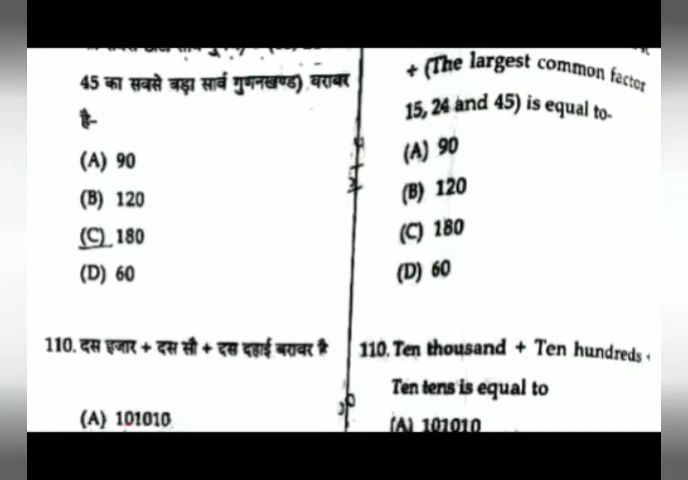 45 का सबसे बड़ा सार्व गुणनखण्ड) बराबर
है-
(A) 90
(B) 120
(C) 180
(D) 60
110. दस हजार + दस सौ + दस दहाई बराबर है
(A) 101010
÷ (The largest common factor
15, 24 and 45) is equal to-
(A) 90
(B) 120
(C) 180
(D) 60
110. Ten thousand + Ten hundreds +
Ten tens is equal to
(A) 101010